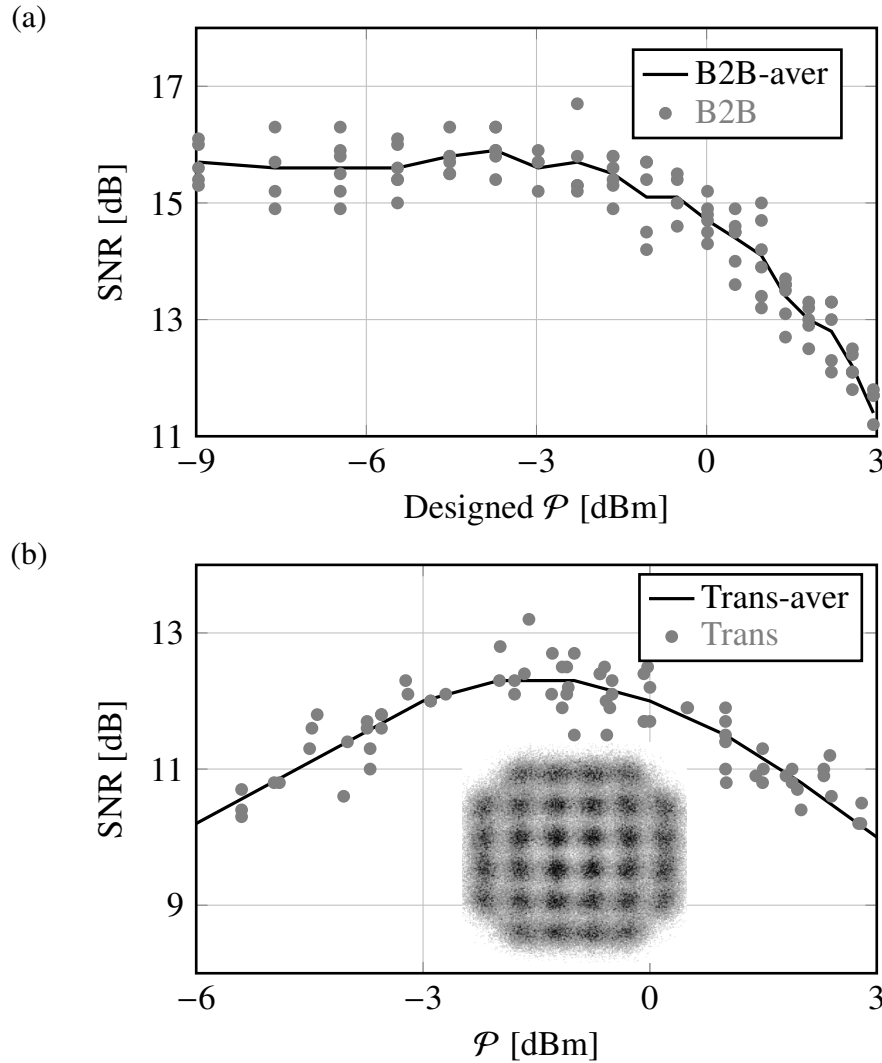 (a)
17
15
13
11
SNR [dB]
B2B-aver
B2B
−9 −6 −3 0 3
Designed 𝒫 [dBm]
(b)
13
11
9
SNR [dB]
Trans-aver
Trans
−6 −3 0 3
𝒫 [dBm]